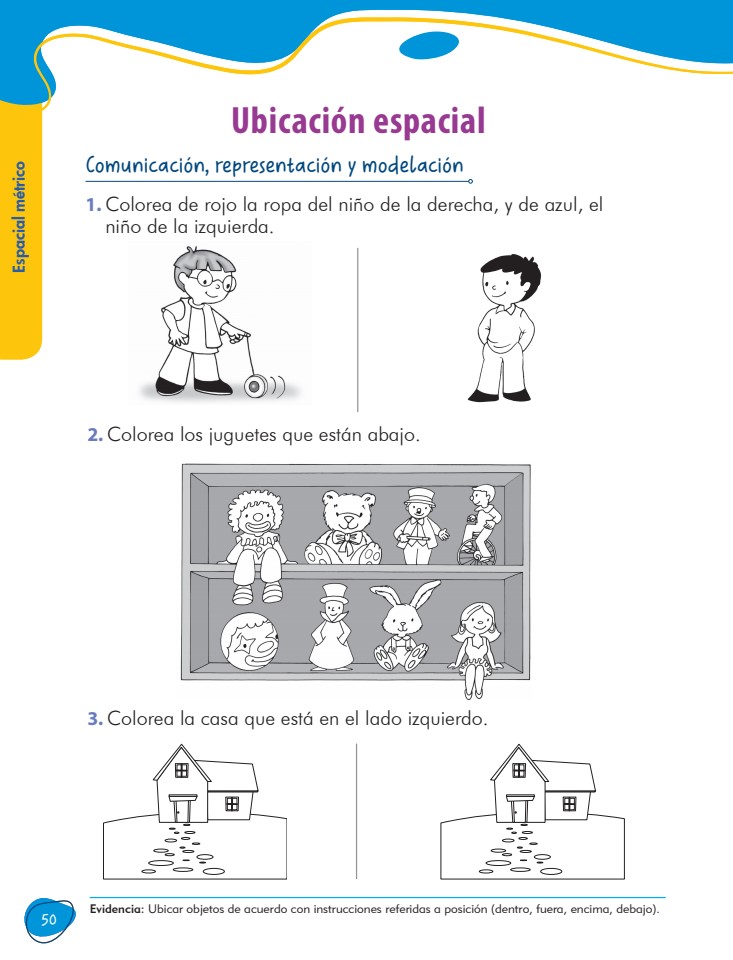 Ubicación espacial
Espacial métrico
Comunicación, representación y modelación
1. Colorea de rojo la ropa del niño de la derecha, y de azul, el
niño de la izquierda.
2. Colorea los juguetes que están abajo.
3. Colorea la casa que está en el lado izquierdo.
Evidencia: Ubicar objetos de acuerdo con instrucciones referidas a posición (dentro, fuera, encima, debajo).
50